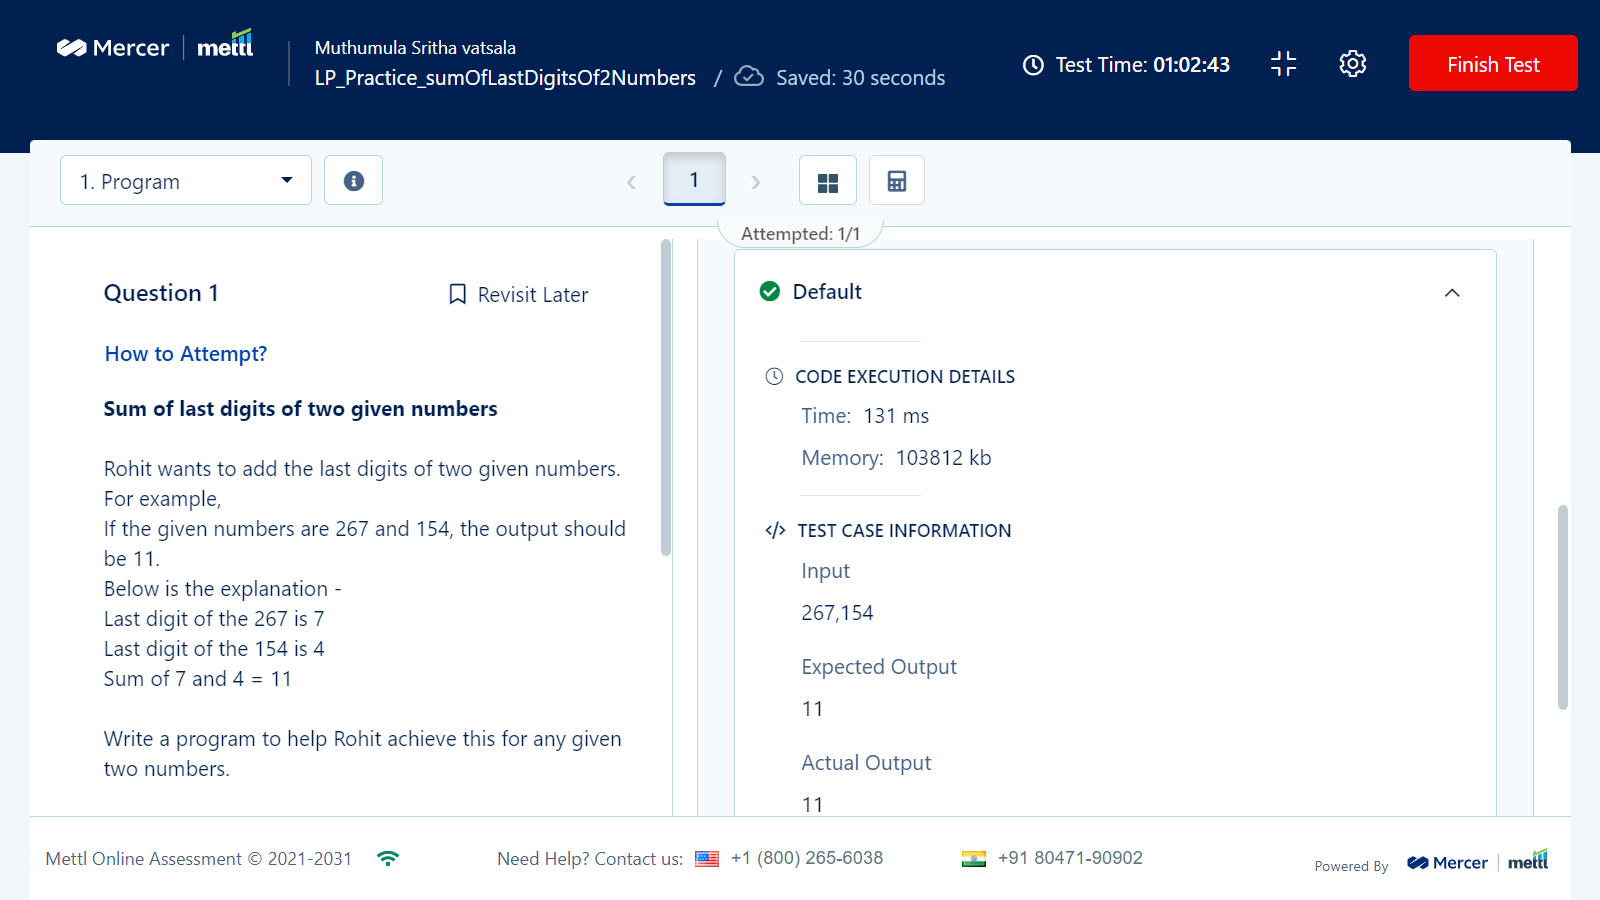 Mercer | mettl
Muthumula Sritha vatsala
LP_Practice_sumOfLastDigitsOf2Numbers / Saved: 30 seconds
Test Time: 01:02:43
Finish Test
1. Program
1
Attempted: 1/1
Question 1
Revisit Later
How to Attempt?
Sum of last digits of two given numbers
Rohit wants to add the last digits of two given numbers.
For example,
If the given numbers are 267 and 154, the output should
be 11.
Below is the explanation -
Last digit of the 267 is 7
Last digit of the 154 is 4
Sum of 7 and 4 = 11
Write a program to help Rohit achieve this for any given
two numbers.
Default
CODE EXECUTION DETAILS
Time: 131 ms
Memory: 103812 kb
</> TEST CASE INFORMATION
Input
267,154
Expected Output
11
Actual Output
11
Mettl Online Assessment © 2021-2031
Need Help? Contact us: +1 (800) 265-6038
+91 80471-90902
Powered By Mercer | mettl